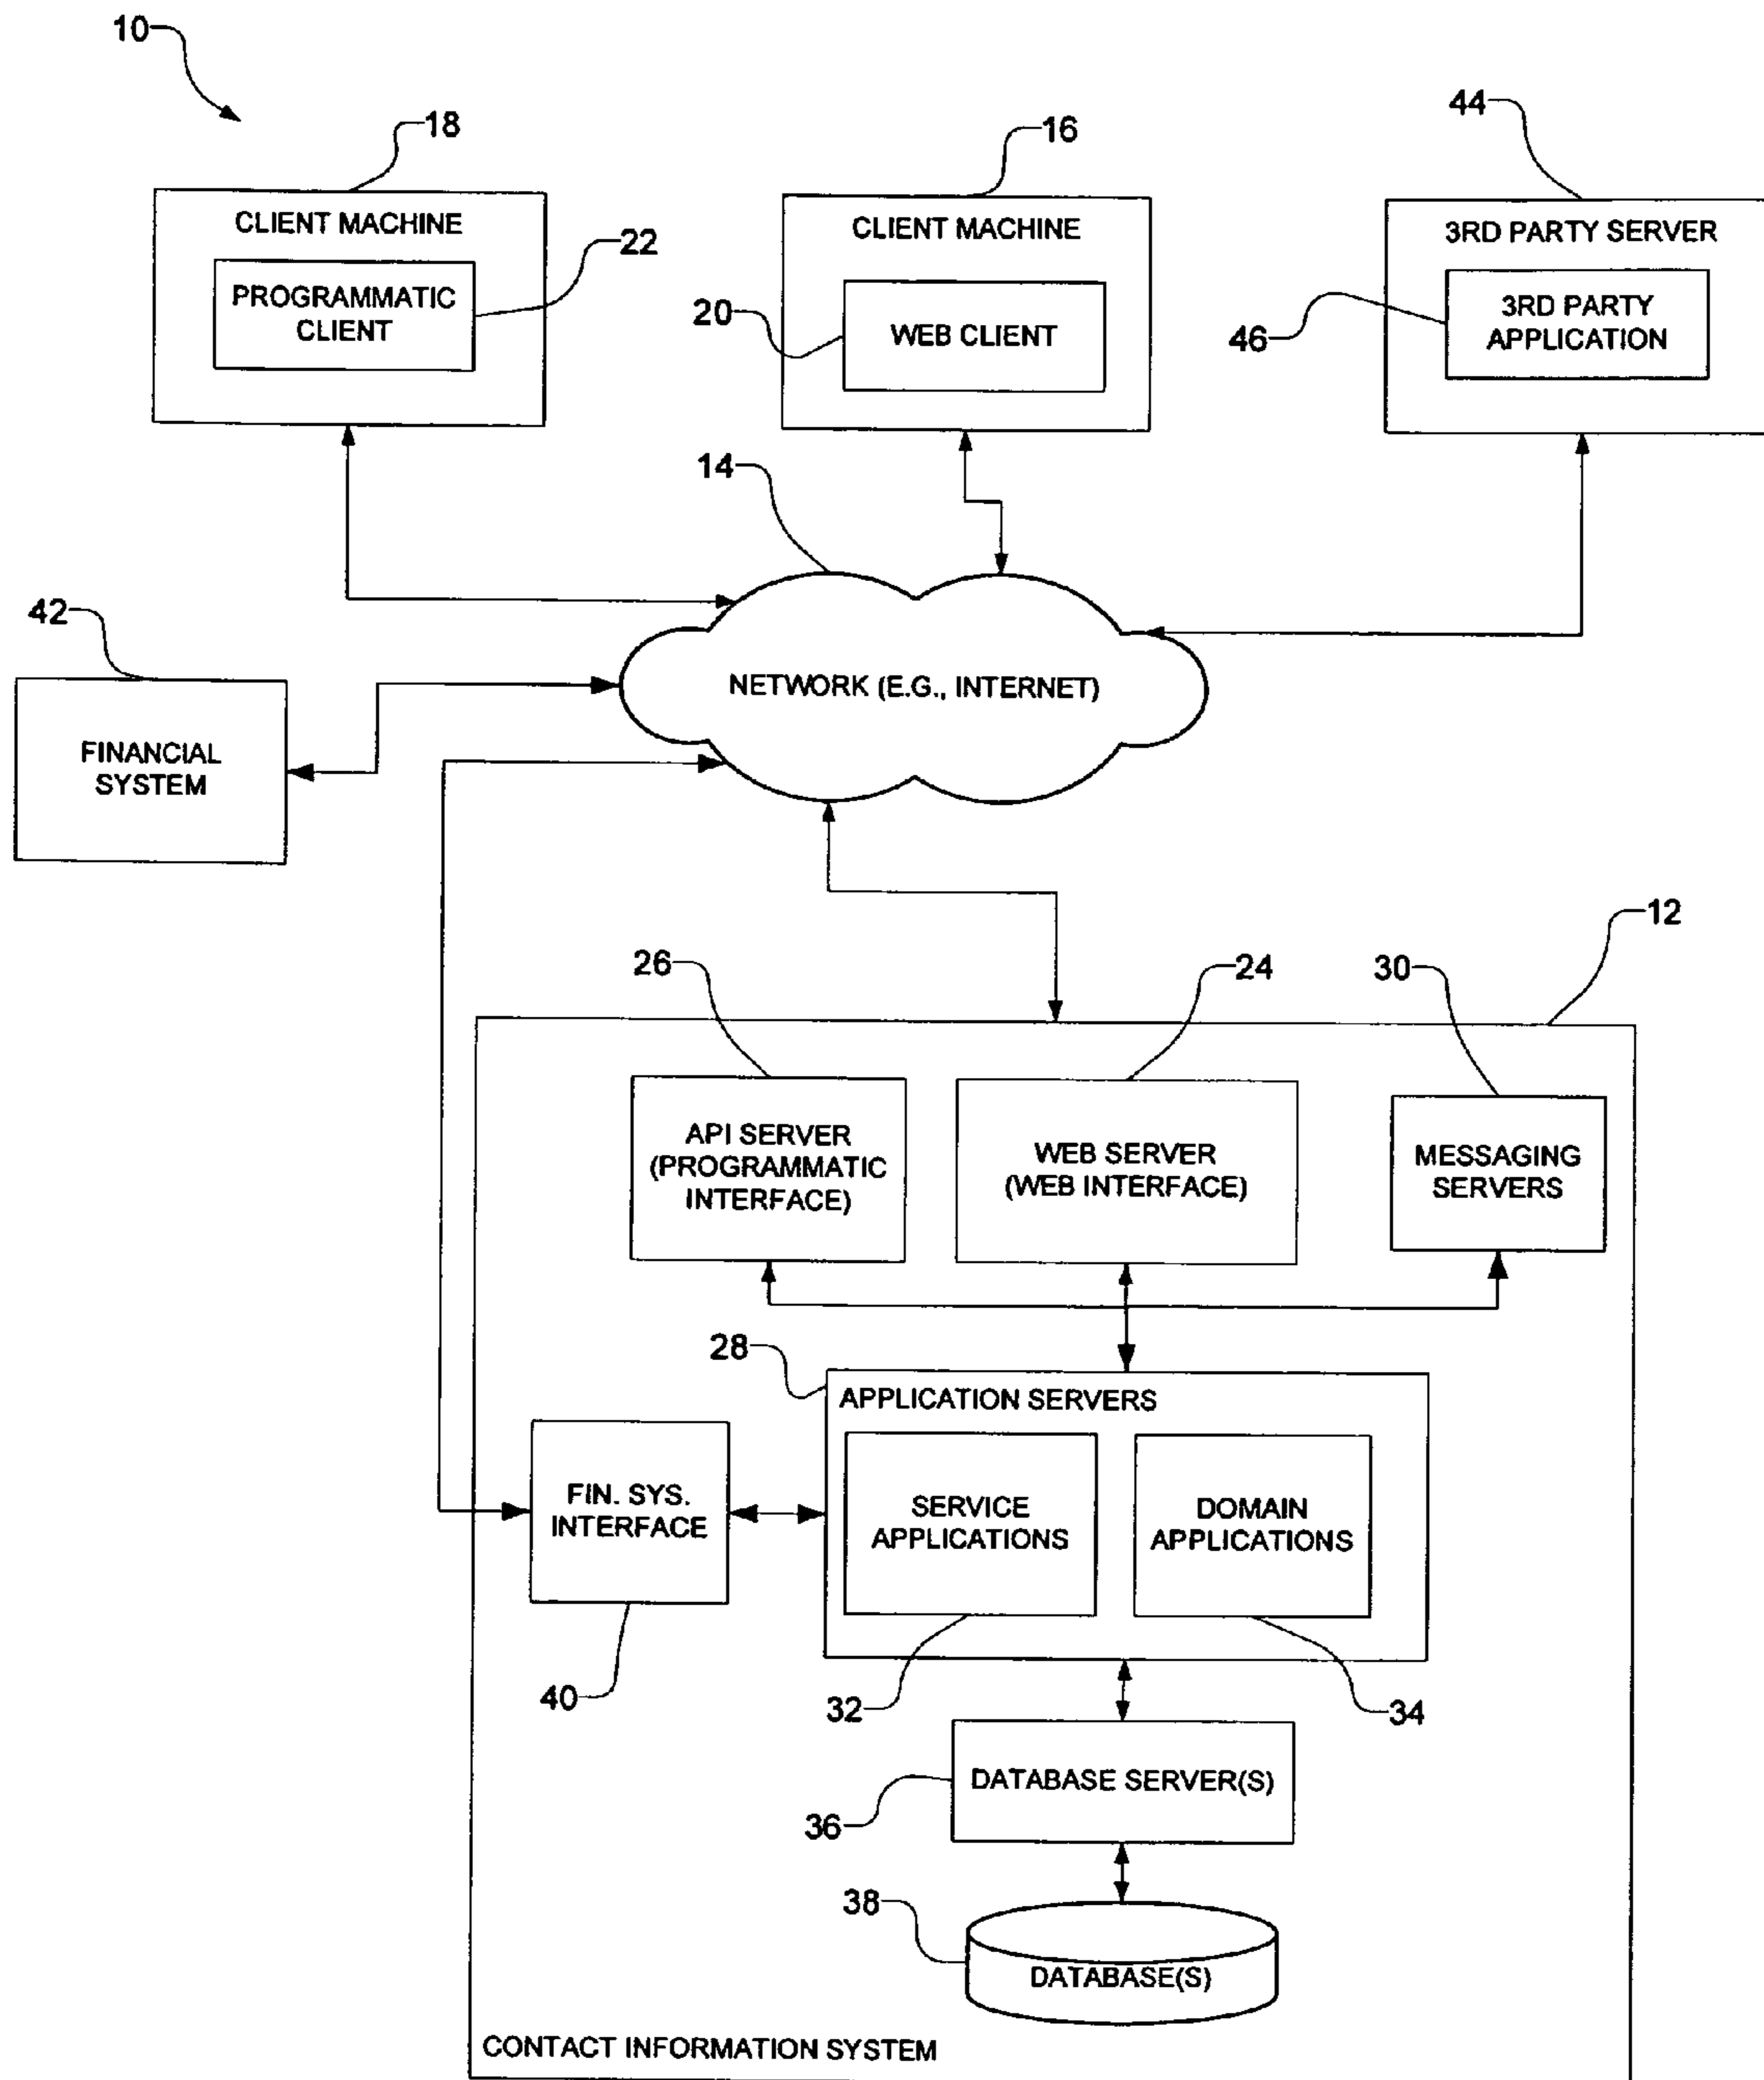 10
18
16
44
CLIENT MACHINE
22
PROGRAMMATIC
CLIENT
CLIENT MACHINE
20
WEB CLIENT
3RD PARTY SERVER
46
3RD PARTY
APPLICATION
14
42
NETWORK (E.G., INTERNET)
FINANCIAL
SYSTEM
12
26
24
30
API SERVER
(PROGRAMMATIC
INTERFACE)
WEB SERVER
(WEB INTERFACE)
MESSAGING
SERVERS
28
APPLICATION SERVERS
FIN. SYS.
INTERFACE
SERVICE
APPLICATIONS
DOMAIN
APPLICATIONS
40
32
34
DATABASE SERVER(S)
36
38
DATABASE(S)
CONTACT INFORMATION SYSTEM